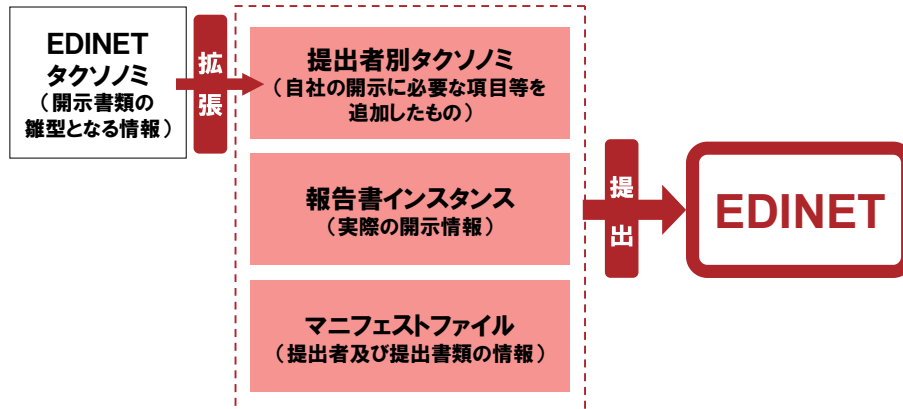 EDINET
タクソノミ
（開示書類の
雛型となる情報）
拡張
提出者別タクソノミ
（自社の開示に必要な項目等を
追加したもの）
報告書インスタンス
（実際の開示情報）
マニフェストファイル
（提出者及び提出書類の情報）
提出
EDINET